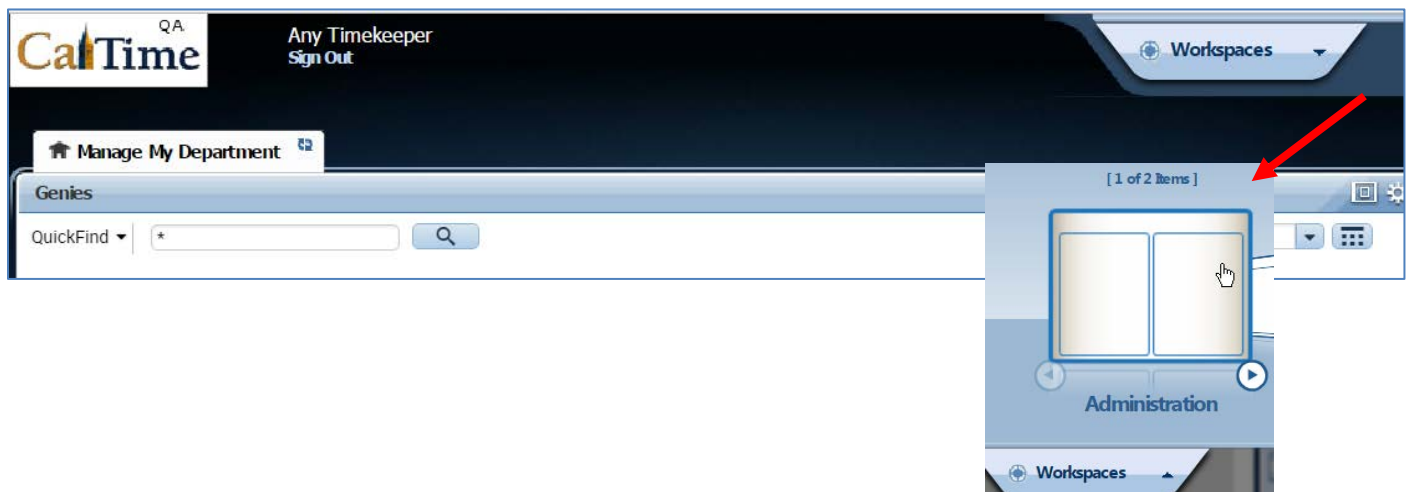 QA
CalTime
Any Timekeeper
Sign Out
Workspaces
Manage My Department
Genies
QuickFind
*
[ 1 of 2 Items ]
Administration
Workspaces